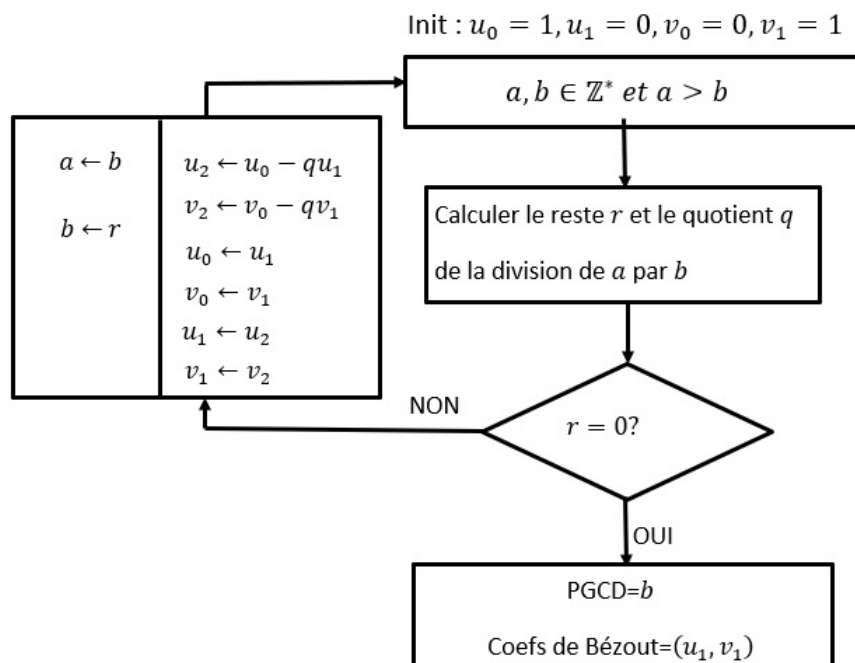 Init : u₀ = 1, u₁ = 0, v₀ = 0, v₁ = 1
a, b ∈ ℤ* et a > b
a ← b
b ← r
u₂ ← u₀ − qu₁
v₂ ← v₀ − qv₁
u₀ ← u₁
v₀ ← v₁
u₁ ← u₂
v₁ ← v₂
Calculer le reste r et le quotient q
de la division de a par b
NON
r = 0?
OUI
PGCD=b
Coefs de Bézout=(u₁, v₁)